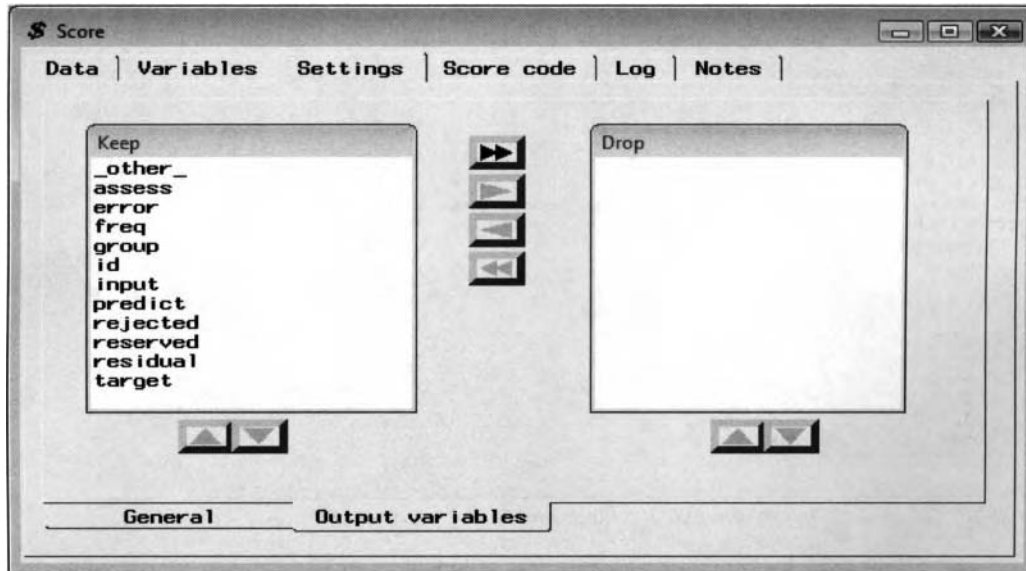 Score
Data Variables Settings Score code Log Notes
Keep
_other_
assess
error
freq
group
id
input
predict
rejected
reserved
residual
target
Drop
General Output variables